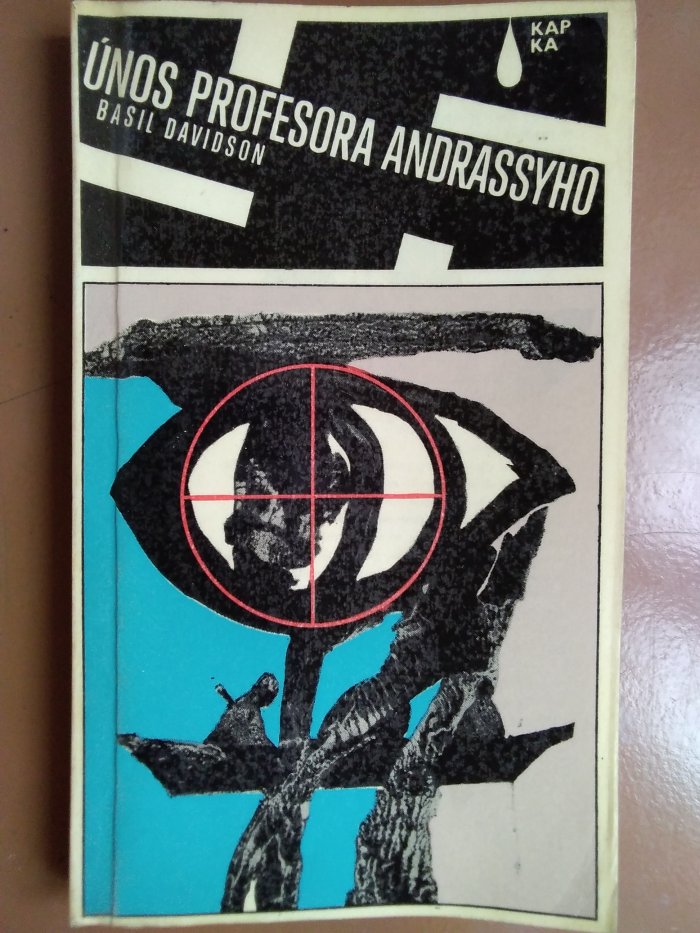 KAP
KA
ÚNOS PROFESORA ANDRASSYHO
BASIL DAVIDSON